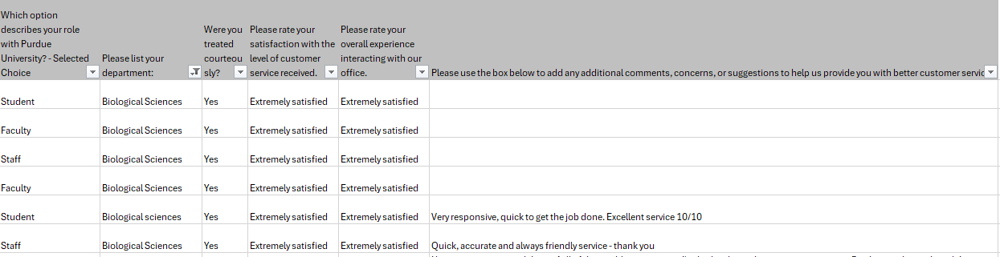 Which option
describes your role
with Purdue
University? - Selected
Choice
Please list your
department:
Were you
treated
courteou
sly?
Please rate your
satisfaction with the
level of customer
service received.
Please rate your
overall experience
interacting with our
office.
Please use the box below to add any additional comments, concerns, or suggestions to help us provide you with better customer servic
Student Biological Sciences Yes Extremely satisfied Extremely satisfied
Faculty Biological Sciences Yes Extremely satisfied Extremely satisfied
Staff Biological Sciences Yes Extremely satisfied Extremely satisfied
Faculty Biological Sciences Yes Extremely satisfied Extremely satisfied
Student Biological sciences Yes Extremely satisfied Extremely satisfied Very responsive, quick to get the job done. Excellent service 10/10
Staff Biological Sciences Yes Extremely satisfied Extremely satisfied Quick, accurate and always friendly service - thank you